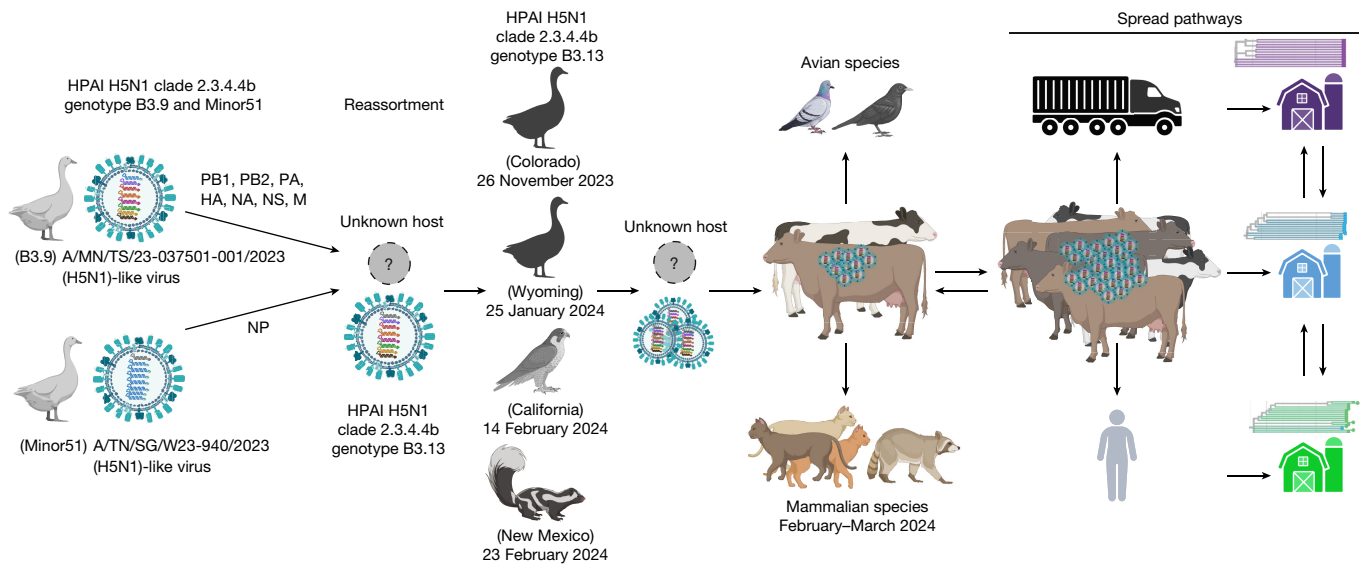 HPAI H5N1 clade 2.3.4.4b
genotype B3.9 and Minor51
(B3.9) A/MN/TS/23-037501-001/2023
(H5N1)-like virus
(Minor51) A/TN/SG/W23-940/2023
(H5N1)-like virus
PB1, PB2, PA,
HA, NA, NS, M
NP
Reassortment
Unknown host
?
HPAI H5N1
clade 2.3.4.4b
genotype B3.13
HPAI H5N1
clade 2.3.4.4b
genotype B3.13
(Colorado)
26 November 2023
(Wyoming)
25 January 2024
(California)
14 February 2024
(New Mexico)
23 February 2024
Unknown host
?
Avian species
Mammalian species
February–March 2024
Spread pathways